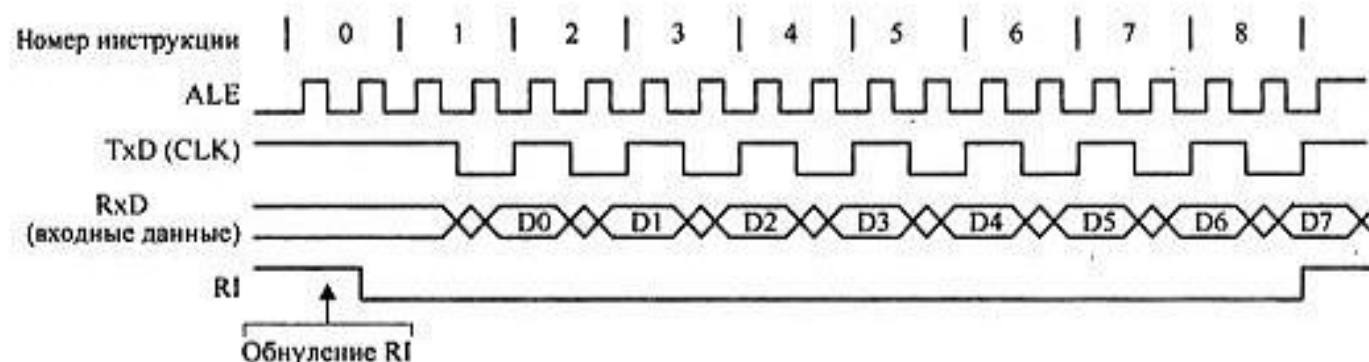 Номер инструкции | 0 | 1 | 2 | 3 | 4 | 5 | 6 | 7 | 8 |
ALE
TxD (CLK)
RxD
(входные данные) D0 D1 D2 D3 D4 D5 D6 D7
RI
Обнуление RI